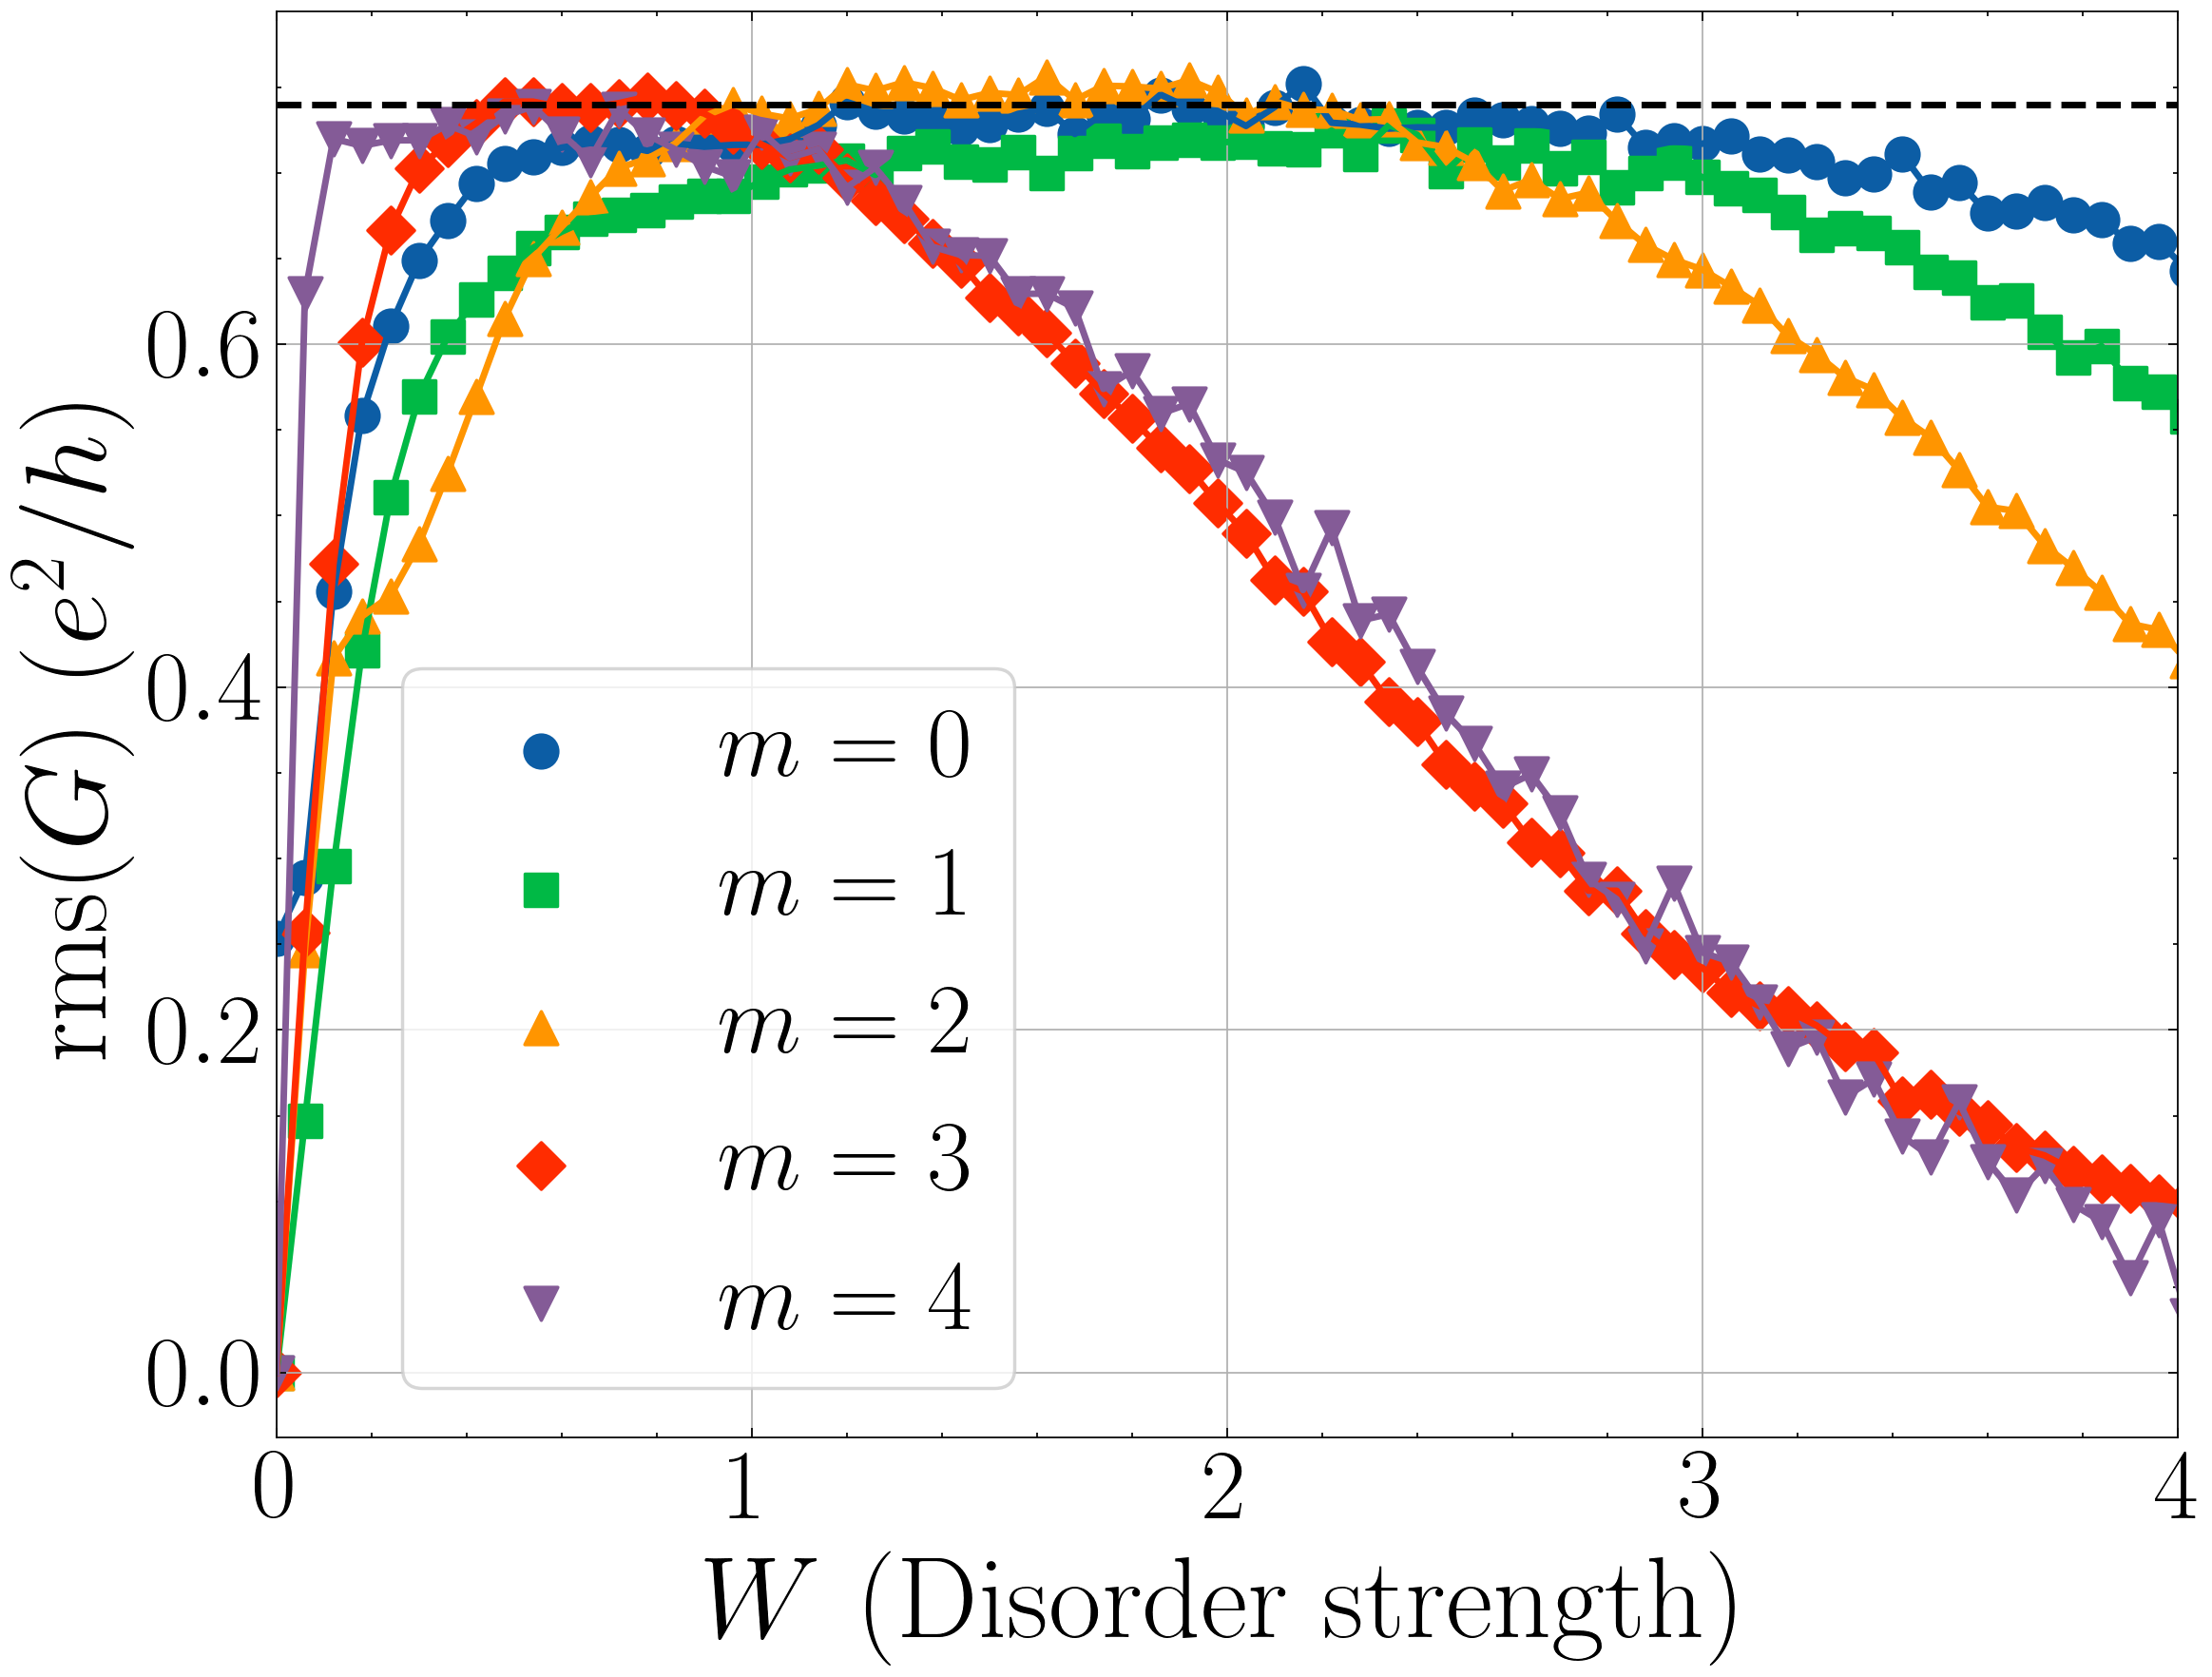 rms(G) (e²/h)
0.6
0.4
0.2
0.0
m = 0
m = 1
m = 2
m = 3
m = 4
0 1 2 3 4
W (Disorder strength)